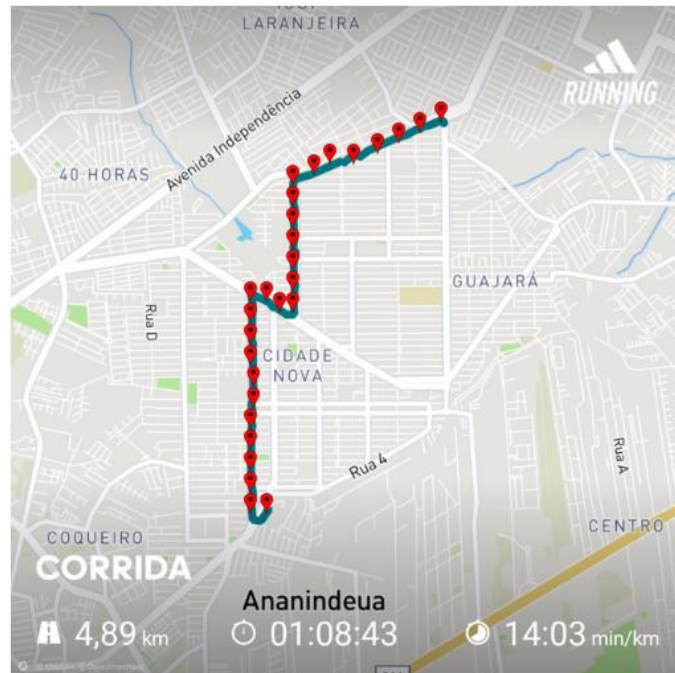 LARANJEIRA
RUNNING
Avenida Independência
40 HORAS
GUAJARÁ
Rua D
CIDADE
NOVA
Rua 4
Rua A
COQUEIRO
CENTRO
CORRIDA
Ananindeua
4,89 km
01:08:43
14:03 min/km